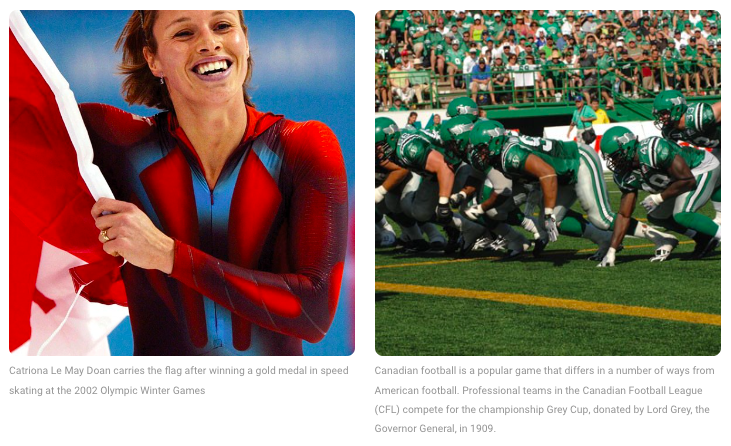 Catriona Le May Doan carries the flag after winning a gold medal in speed
skating at the 2002 Olympic Winter Games
Canadian football is a popular game that differs in a number of ways from
American football. Professional teams in the Canadian Football League
(CFL) compete for the championship Grey Cup, donated by Lord Grey, the
Governor General, in 1909.